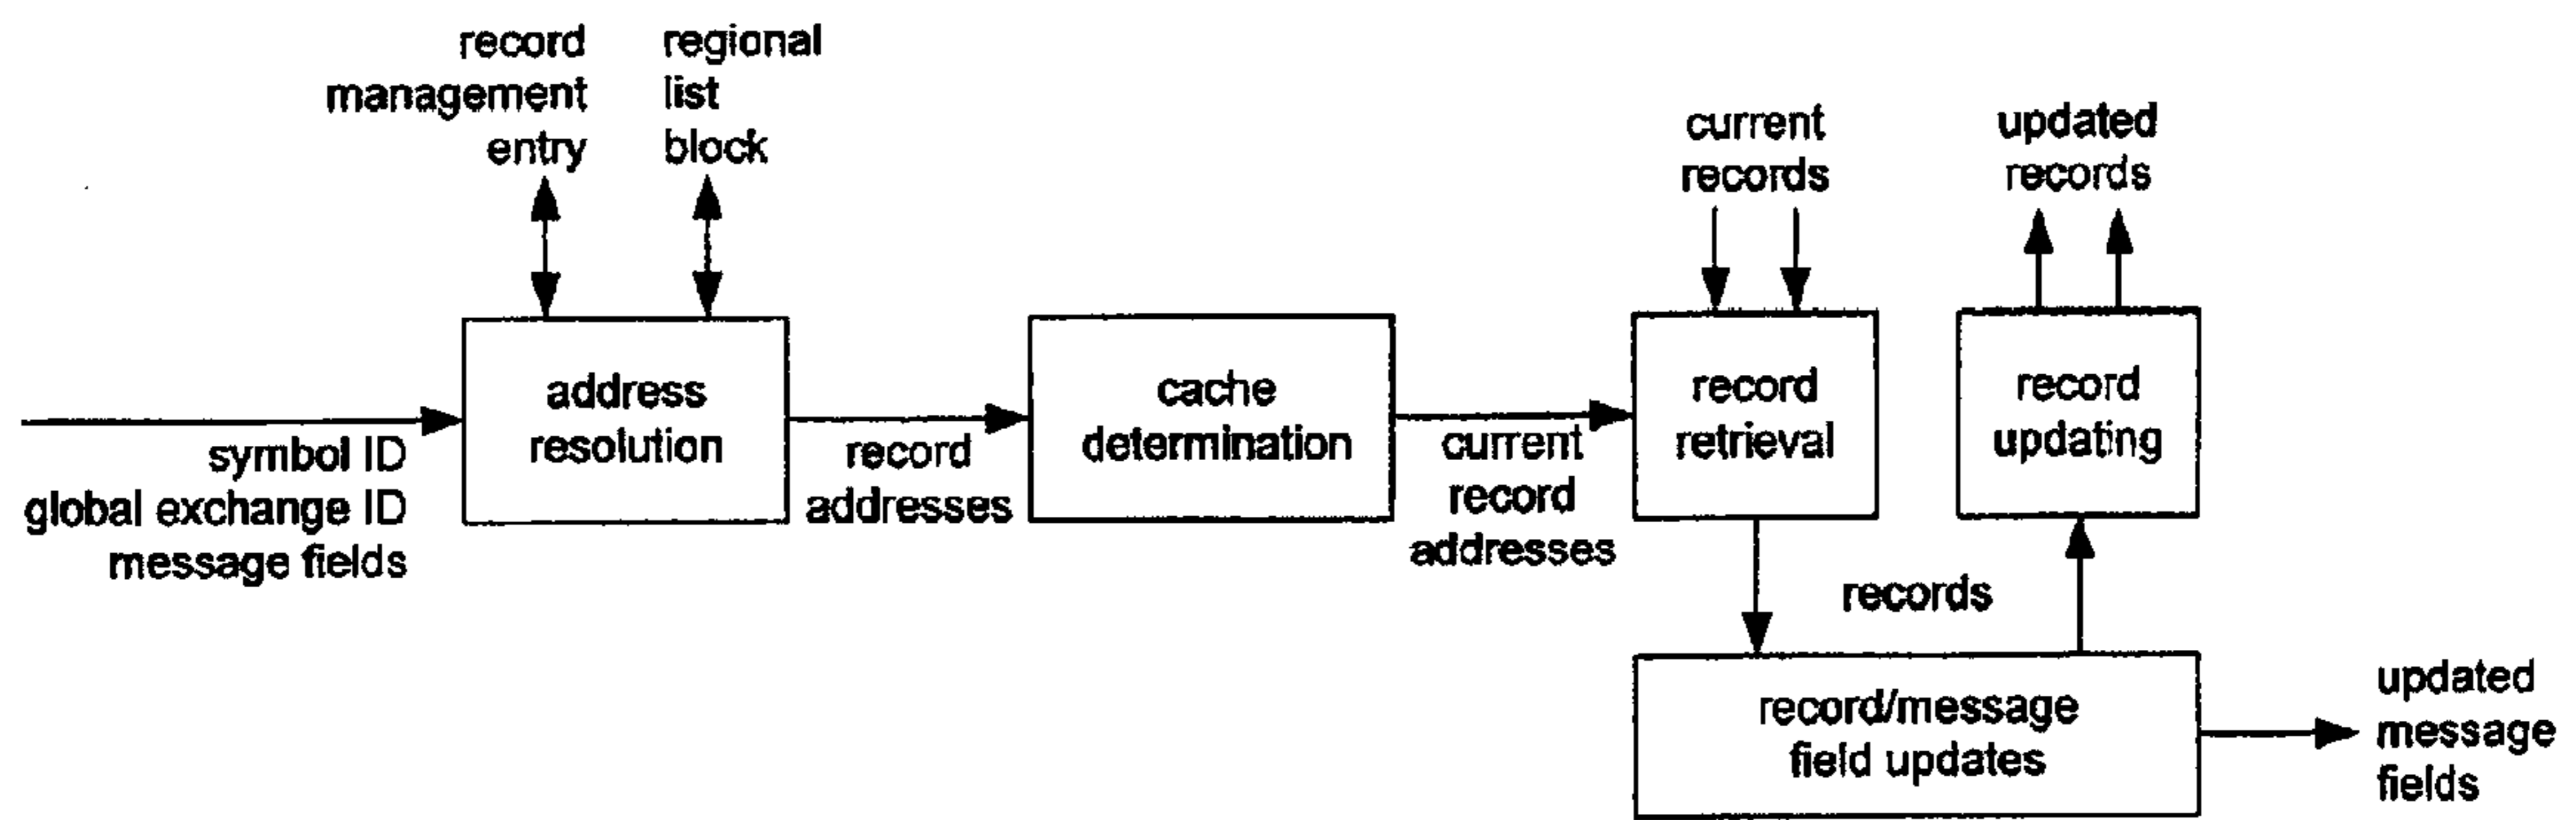 record
management
entry
regional
list
block
current
records
updated
records
address
resolution
cache
determination
record
retrieval
record
updating
symbol ID
global exchange ID
message fields
record
addresses
current
record
addresses
records
record/message
field updates
updated
message
fields